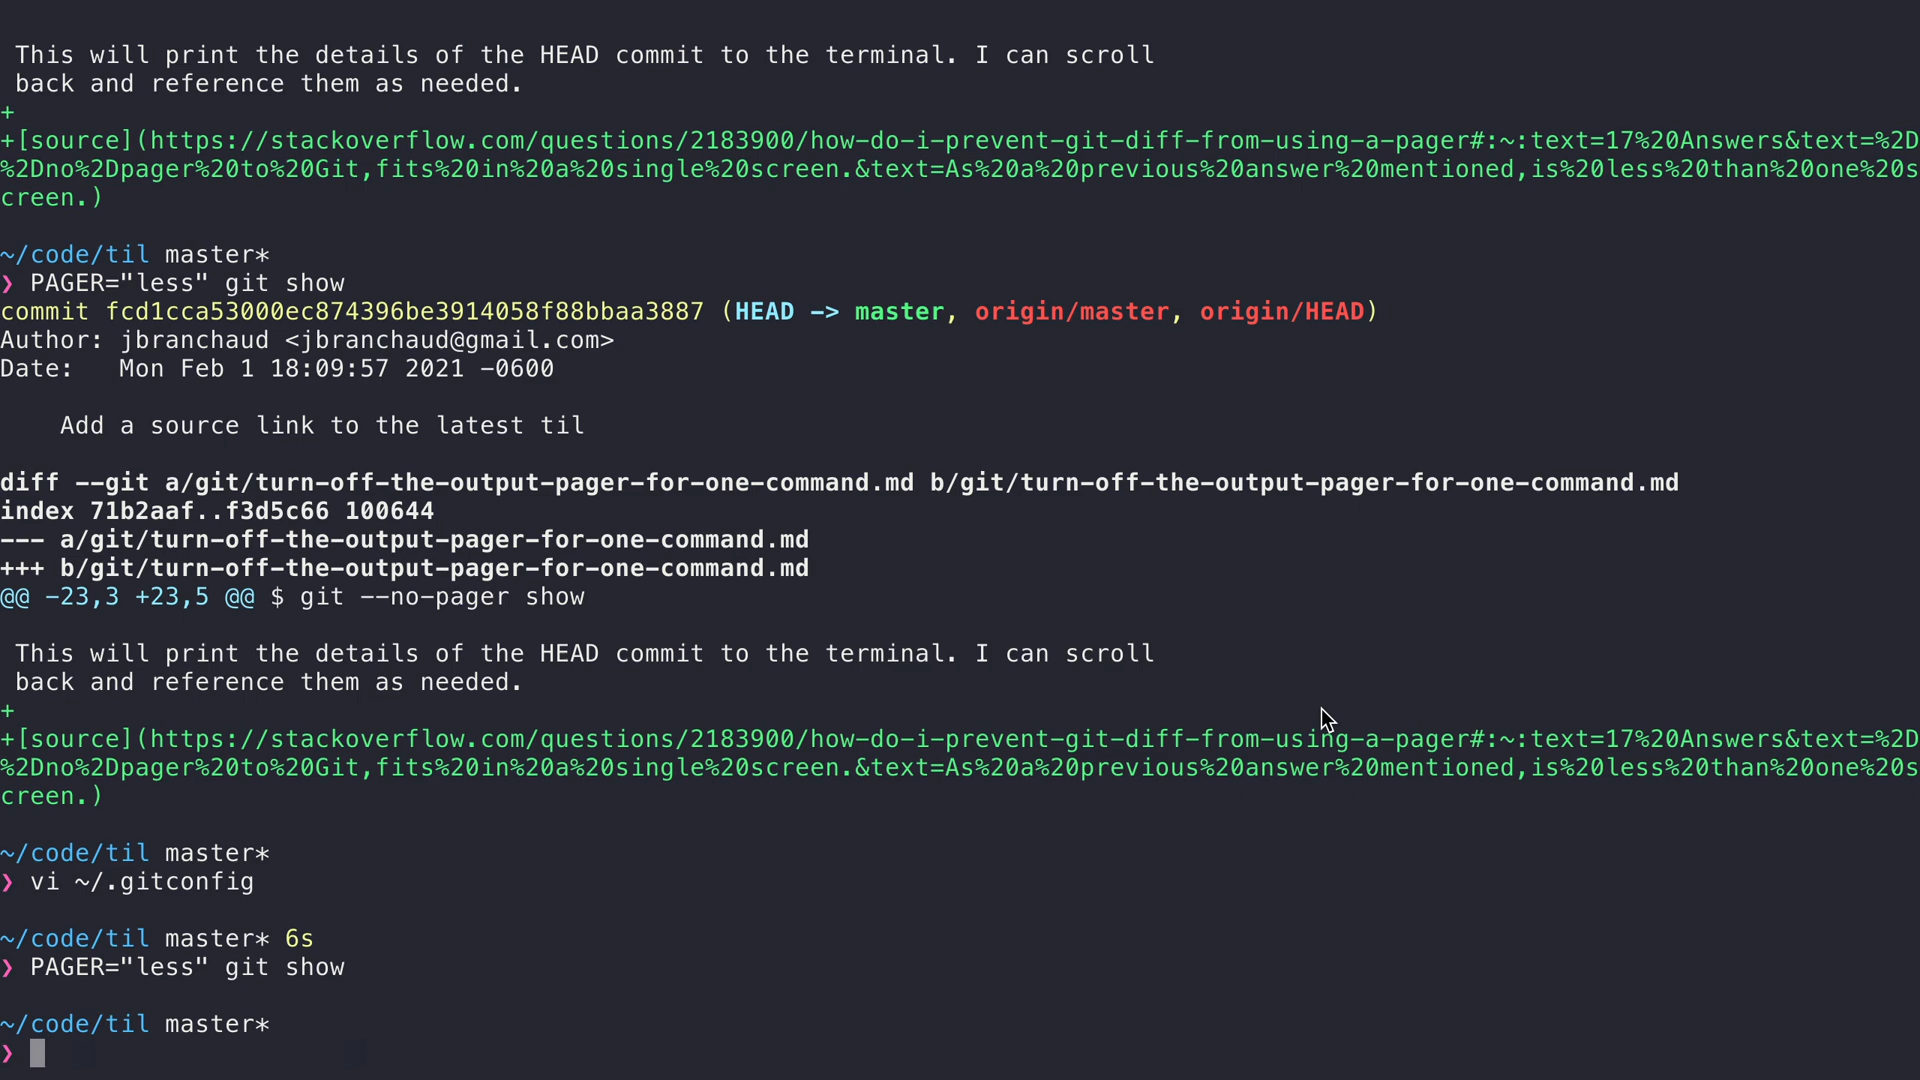 This will print the details of the HEAD commit to the terminal. I can scroll
 back and reference them as needed.
+
+[source](https://stackoverflow.com/questions/2183900/how-do-i-prevent-git-diff-from-using-a-pager#:~:text=17%20Answers&text=%2D
%2Dno%2Dpager%20to%20Git,fits%20in%20a%20single%20screen.&text=As%20a%20previous%20answer%20mentioned,is%20less%20than%20one%20s
creen.)
~/code/til master*
❯ PAGER="less" git show
commit fcd1cca53000ec874396be3914058f88bbaa3887 (HEAD -> master, origin/master, origin/HEAD)
Author: jbranchaud <jbranchaud@gmail.com>
Date:   Mon Feb 1 18:09:57 2021 -0600
    Add a source link to the latest til
diff --git a/git/turn-off-the-output-pager-for-one-command.md b/git/turn-off-the-output-pager-for-one-command.md
index 71b2aaf..f3d5c66 100644
--- a/git/turn-off-the-output-pager-for-one-command.md
+++ b/git/turn-off-the-output-pager-for-one-command.md
@@ -23,3 +23,5 @@ $ git --no-pager show
 This will print the details of the HEAD commit to the terminal. I can scroll
 back and reference them as needed.
+
+[source](https://stackoverflow.com/questions/2183900/how-do-i-prevent-git-diff-from-using-a-pager#:~:text=17%20Answers&text=%2D
%2Dno%2Dpager%20to%20Git,fits%20in%20a%20single%20screen.&text=As%20a%20previous%20answer%20mentioned,is%20less%20than%20one%20s
creen.)
~/code/til master*
❯ vi ~/.gitconfig
~/code/til master* 6s
❯ PAGER="less" git show
~/code/til master*
❯